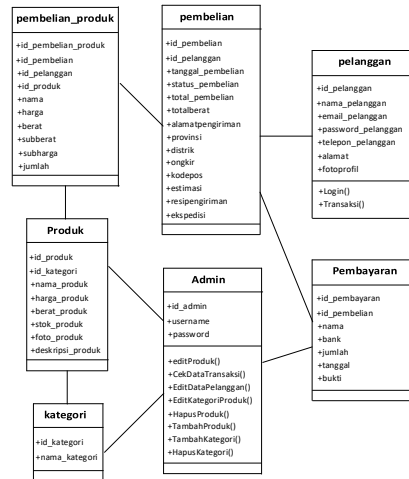 pembelian_produk
+id_pembelian_produk
+id_pembelian
+id_pelanggan
+id_produk
+nama
+harga
+berat
+subberat
+subharga
+jumlah
pembelian
+id_pembelian
+id_pelanggan
+tanggal_pembelian
+status_pembelian
+total_pembelian
+totalberat
+alamatpengiriman
+provinsi
+distrik
+ongkir
+kodepos
+estimasi
+resipengiriman
+ekspedisi
pelanggan
+id_pelanggan
+nama_pelanggan
+email_pelanggan
+password_pelanggan
+telepon_pelanggan
+alamat
+fotoprofil
+Login()
+Transaksi()
Produk
+id_produk
+id_kategori
+nama_produk
+harga_produk
+berat_produk
+stok_produk
+foto_produk
+deskripsi_produk
Admin
+id_admin
+username
+password
+editProduk()
+CekDataTransaksi()
+EditDataPelanggan()
+EditKategoriProduk()
+HapusProduk()
+TambahProduk()
+TambahKategori()
+HapusKategori()
Pembayaran
+id_pembayaran
+id_pembelian
+nama
+bank
+jumlah
+tanggal
+bukti
kategori
+id_kategori
+nama_kategori